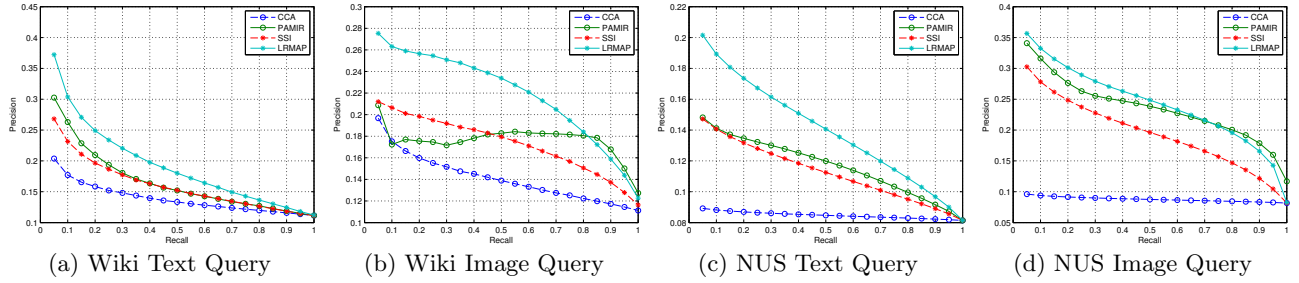 0.45
0.4
0.35
0.3
0.25
0.2
0.15
0.1
Precision
0 0.1 0.2 0.3 0.4 0.5 0.6 0.7 0.8 0.9 1
Recall
CCA
PAMIR
SSI
LRMAP
(a) Wiki Text Query
0.3
0.28
0.26
0.24
0.22
0.2
0.18
0.16
0.14
0.12
0.1
Precision
0 0.1 0.2 0.3 0.4 0.5 0.6 0.7 0.8 0.9 1
Recall
CCA
PAMIR
SSI
LRMAP
(b) Wiki Image Query
0.22
0.2
0.18
0.16
0.14
0.12
0.1
0.08
Precision
0 0.1 0.2 0.3 0.4 0.5 0.6 0.7 0.8 0.9 1
Recall
CCA
PAMIR
SSI
LRMAP
(c) NUS Text Query
0.4
0.35
0.3
0.25
0.2
0.15
0.1
0.05
Precision
0 0.1 0.2 0.3 0.4 0.5 0.6 0.7 0.8 0.9 1
Recall
CCA
PAMIR
SSI
LRMAP
(d) NUS Image Query